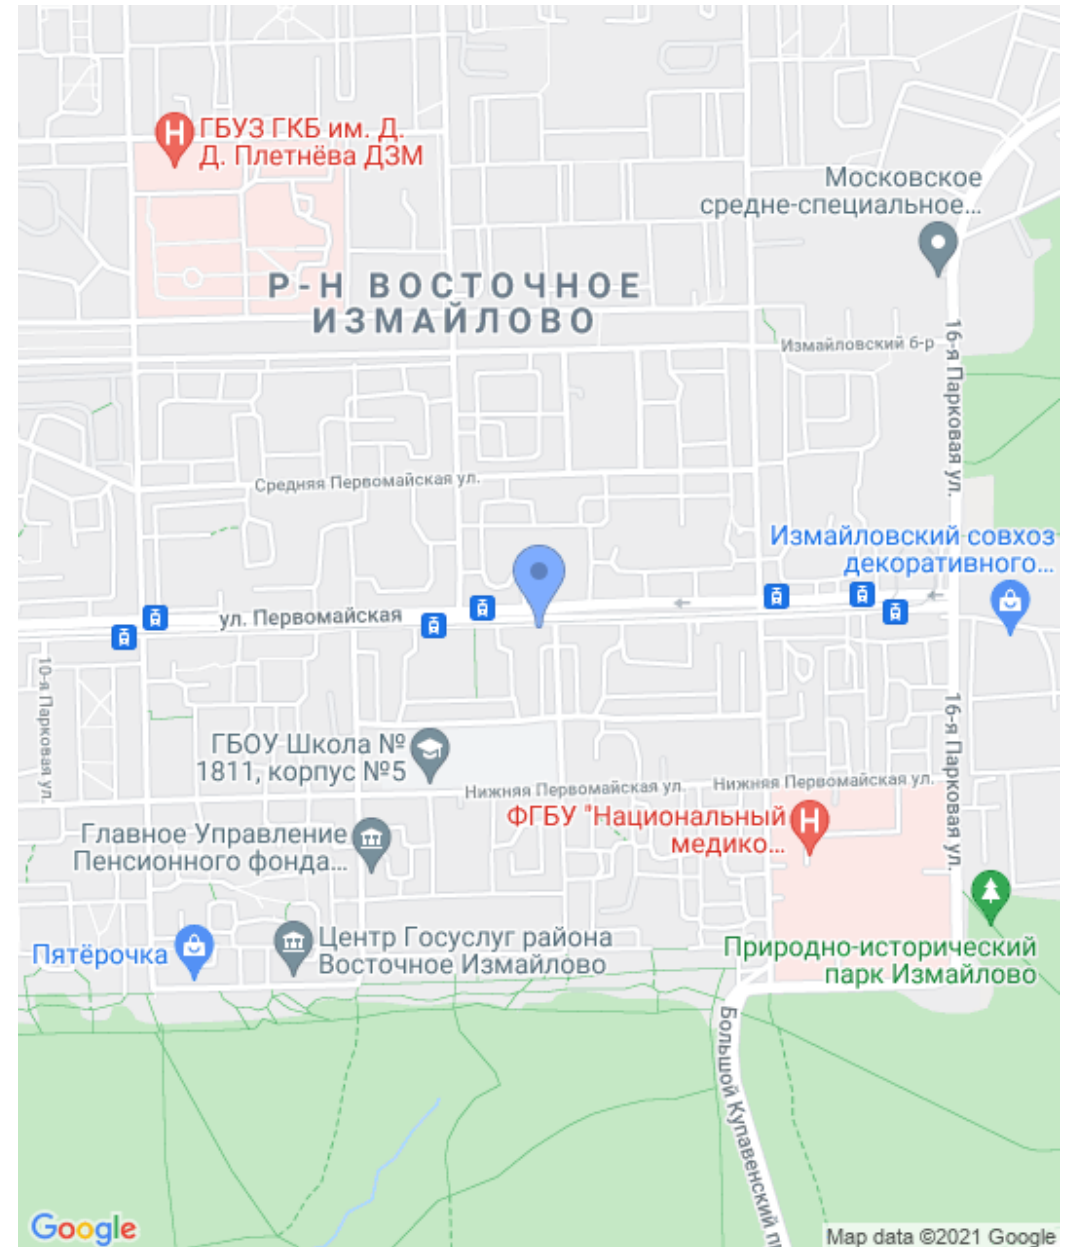 ГБУЗ ГКБ им. Д.
Д. Плетнёва ДЗМ
Московское
средне-специальное...
Р-Н ВОСТОЧНОЕ
ИЗМАЙЛОВО
Измайловский б-р
16-я Парковая ул.
Средняя Первомайская ул.
Измайловский совхоз
декоративного...
ул. Первомайская
10-я Парковая ул.
16-я Парковая ул.
ГБОУ Школа №
1811, корпус №5
Нижняя Первомайская ул.
Нижняя Первомайская ул.
ФГБУ "Национальный
медико...
Главное Управление
Пенсионного фонда...
Пятёрочка
Центр Госуслуг района
Восточное Измайлово
Природно-исторический
парк Измайлово
Большой Купавенский п
Google
Map data ©2021 Google